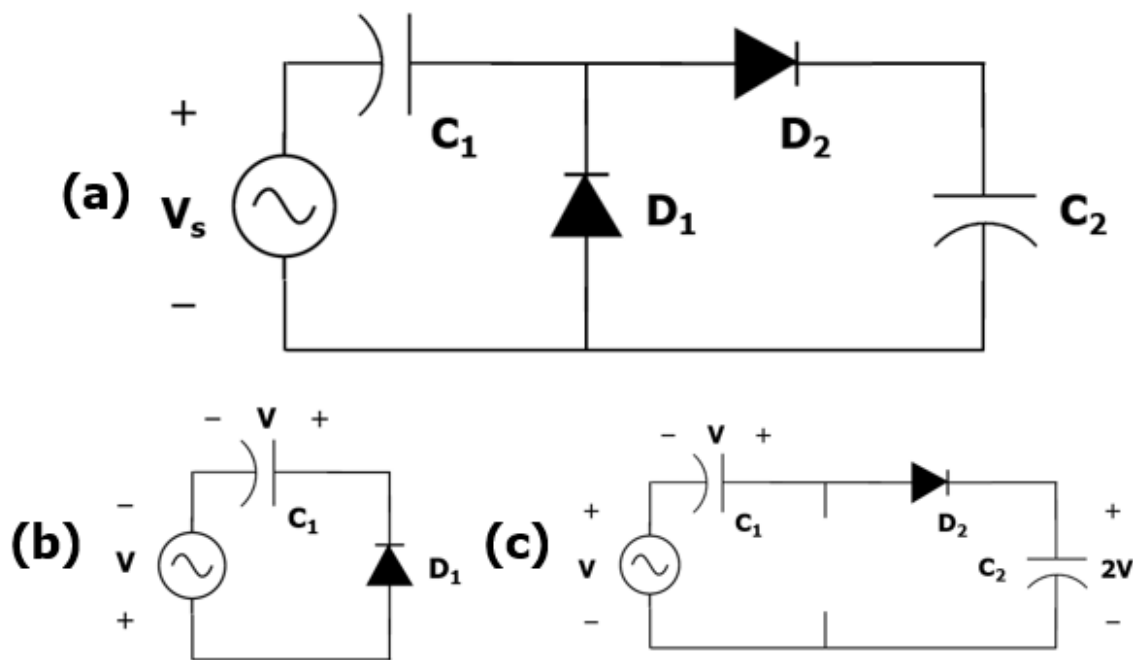 +
C₁
D₂
(a) Vₛ
D₁
C₂
−
− V +
C₁
−
(b) V
D₁
+
− V +
C₁
D₂
+
(c) V
−
C₂
+
2V
−